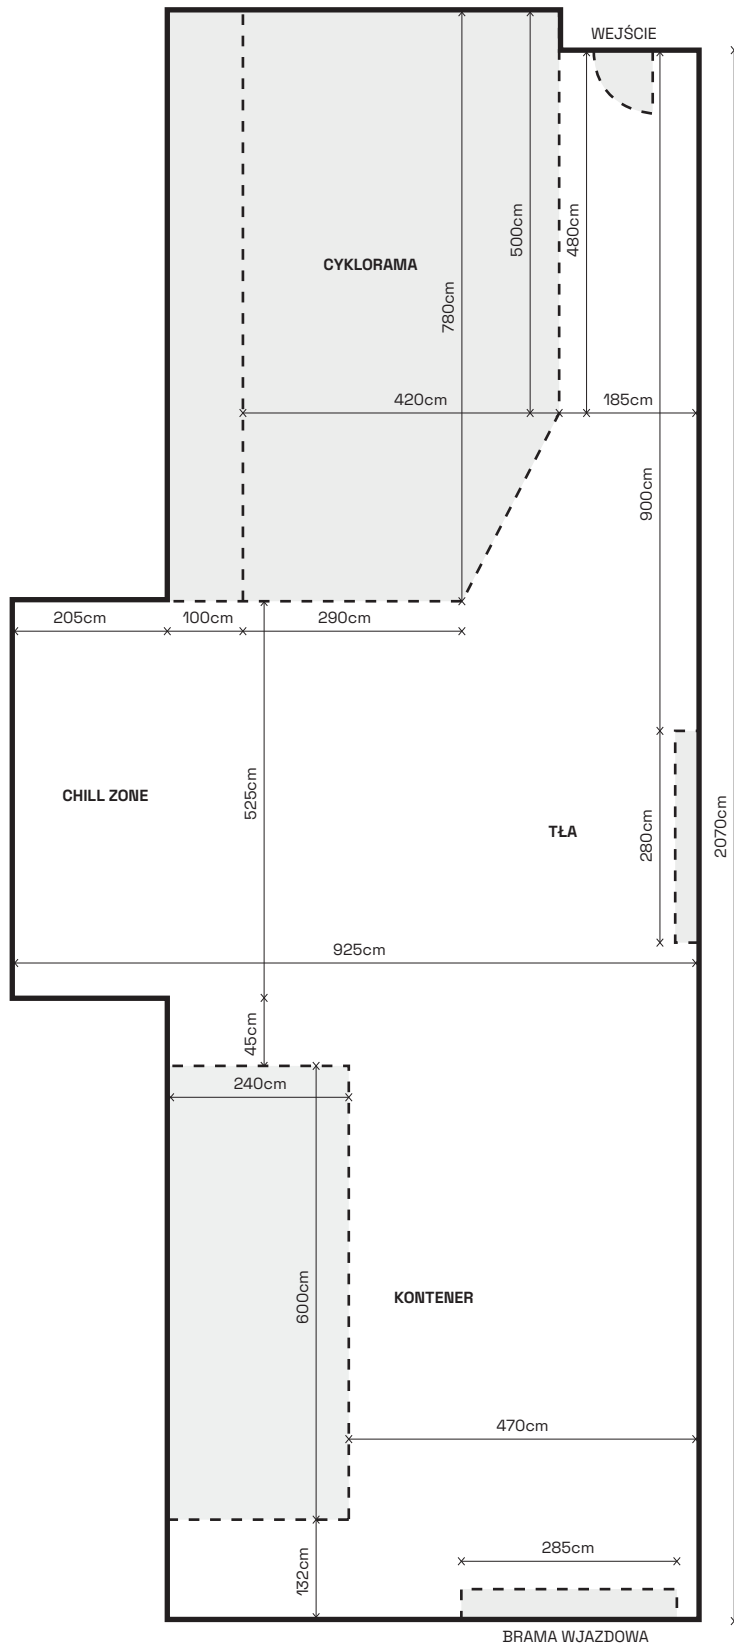 WEJŚCIE
500cm
480cm
CYKLORAMA
780cm
420cm
185cm
900cm
205cm
100cm
290cm
CHILL ZONE
525cm
TŁA
280cm
2070cm
925cm
45cm
240cm
600cm
KONTENER
470cm
285cm
132cm
BRAMA WJAZDOWA